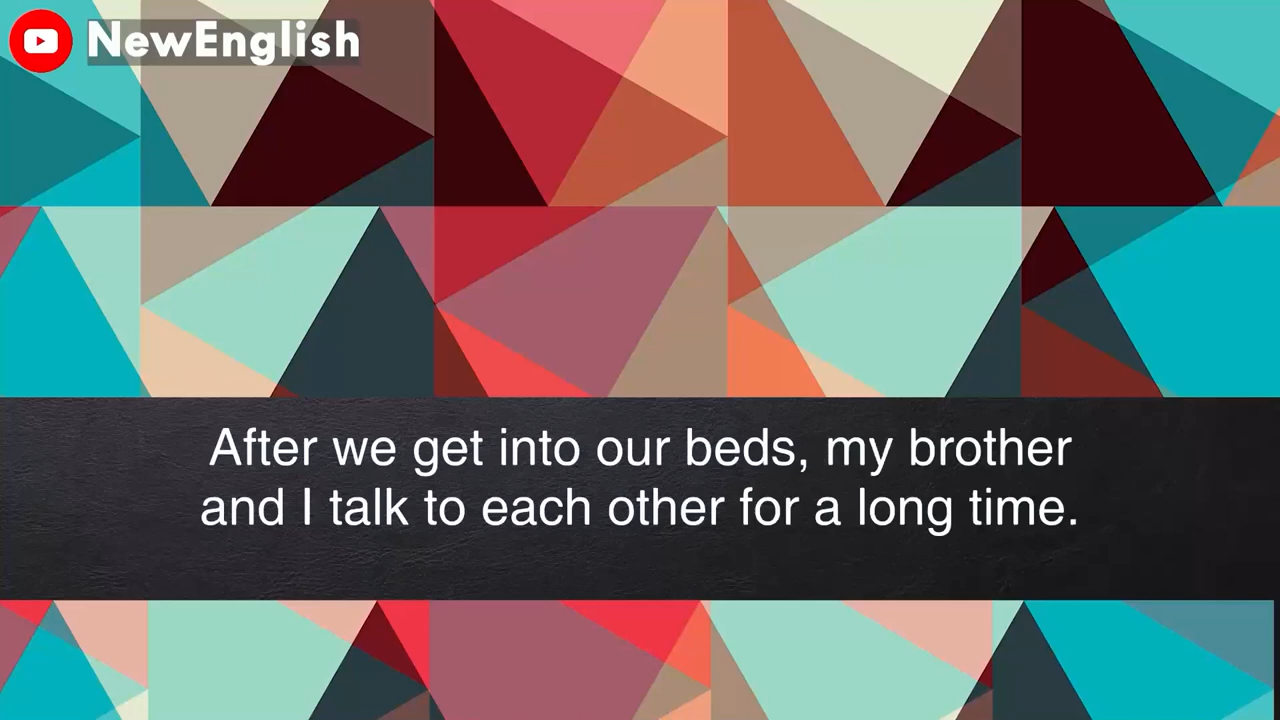 NewEnglish
After we get into our beds, my brother
and I talk to each other for a long time.